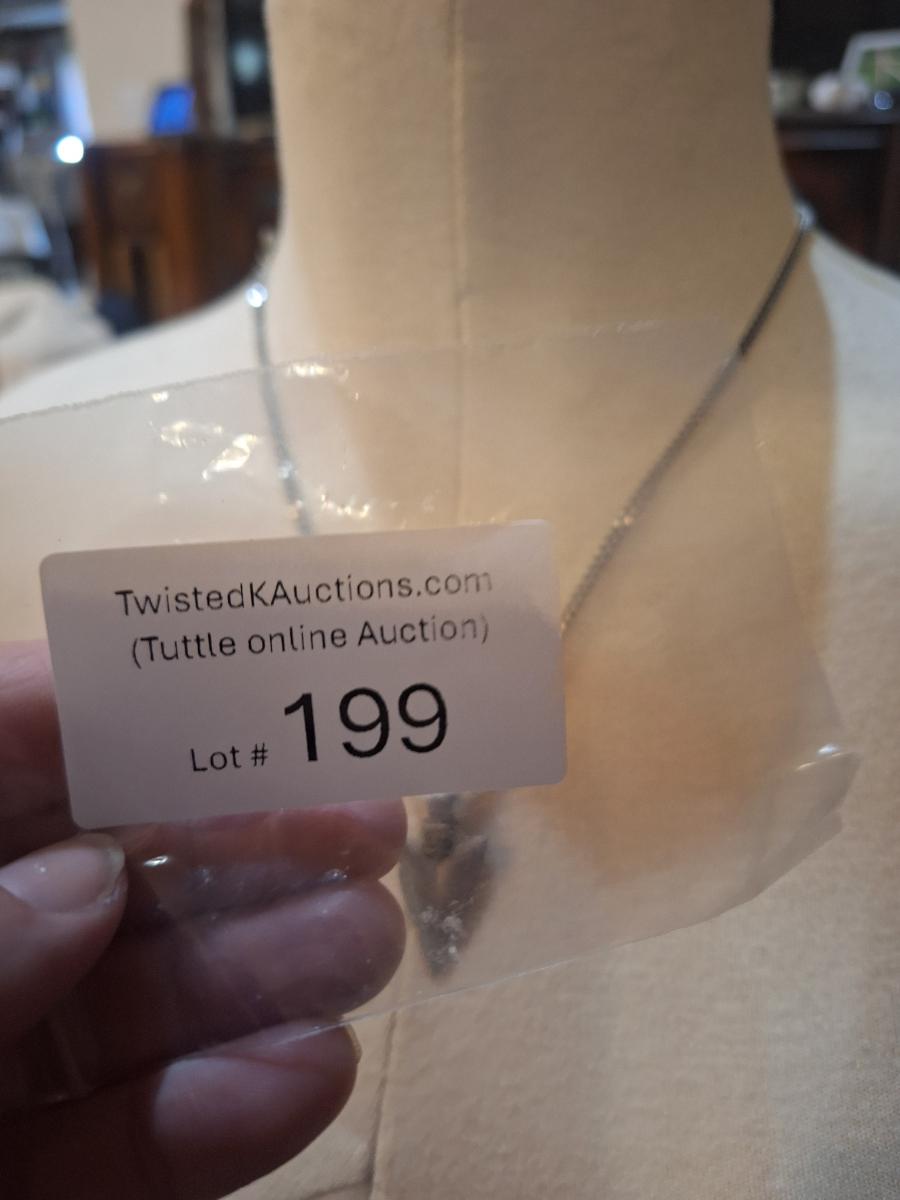 TwistedKAuctions.com
(Tuttle online Auction)
Lot # 199